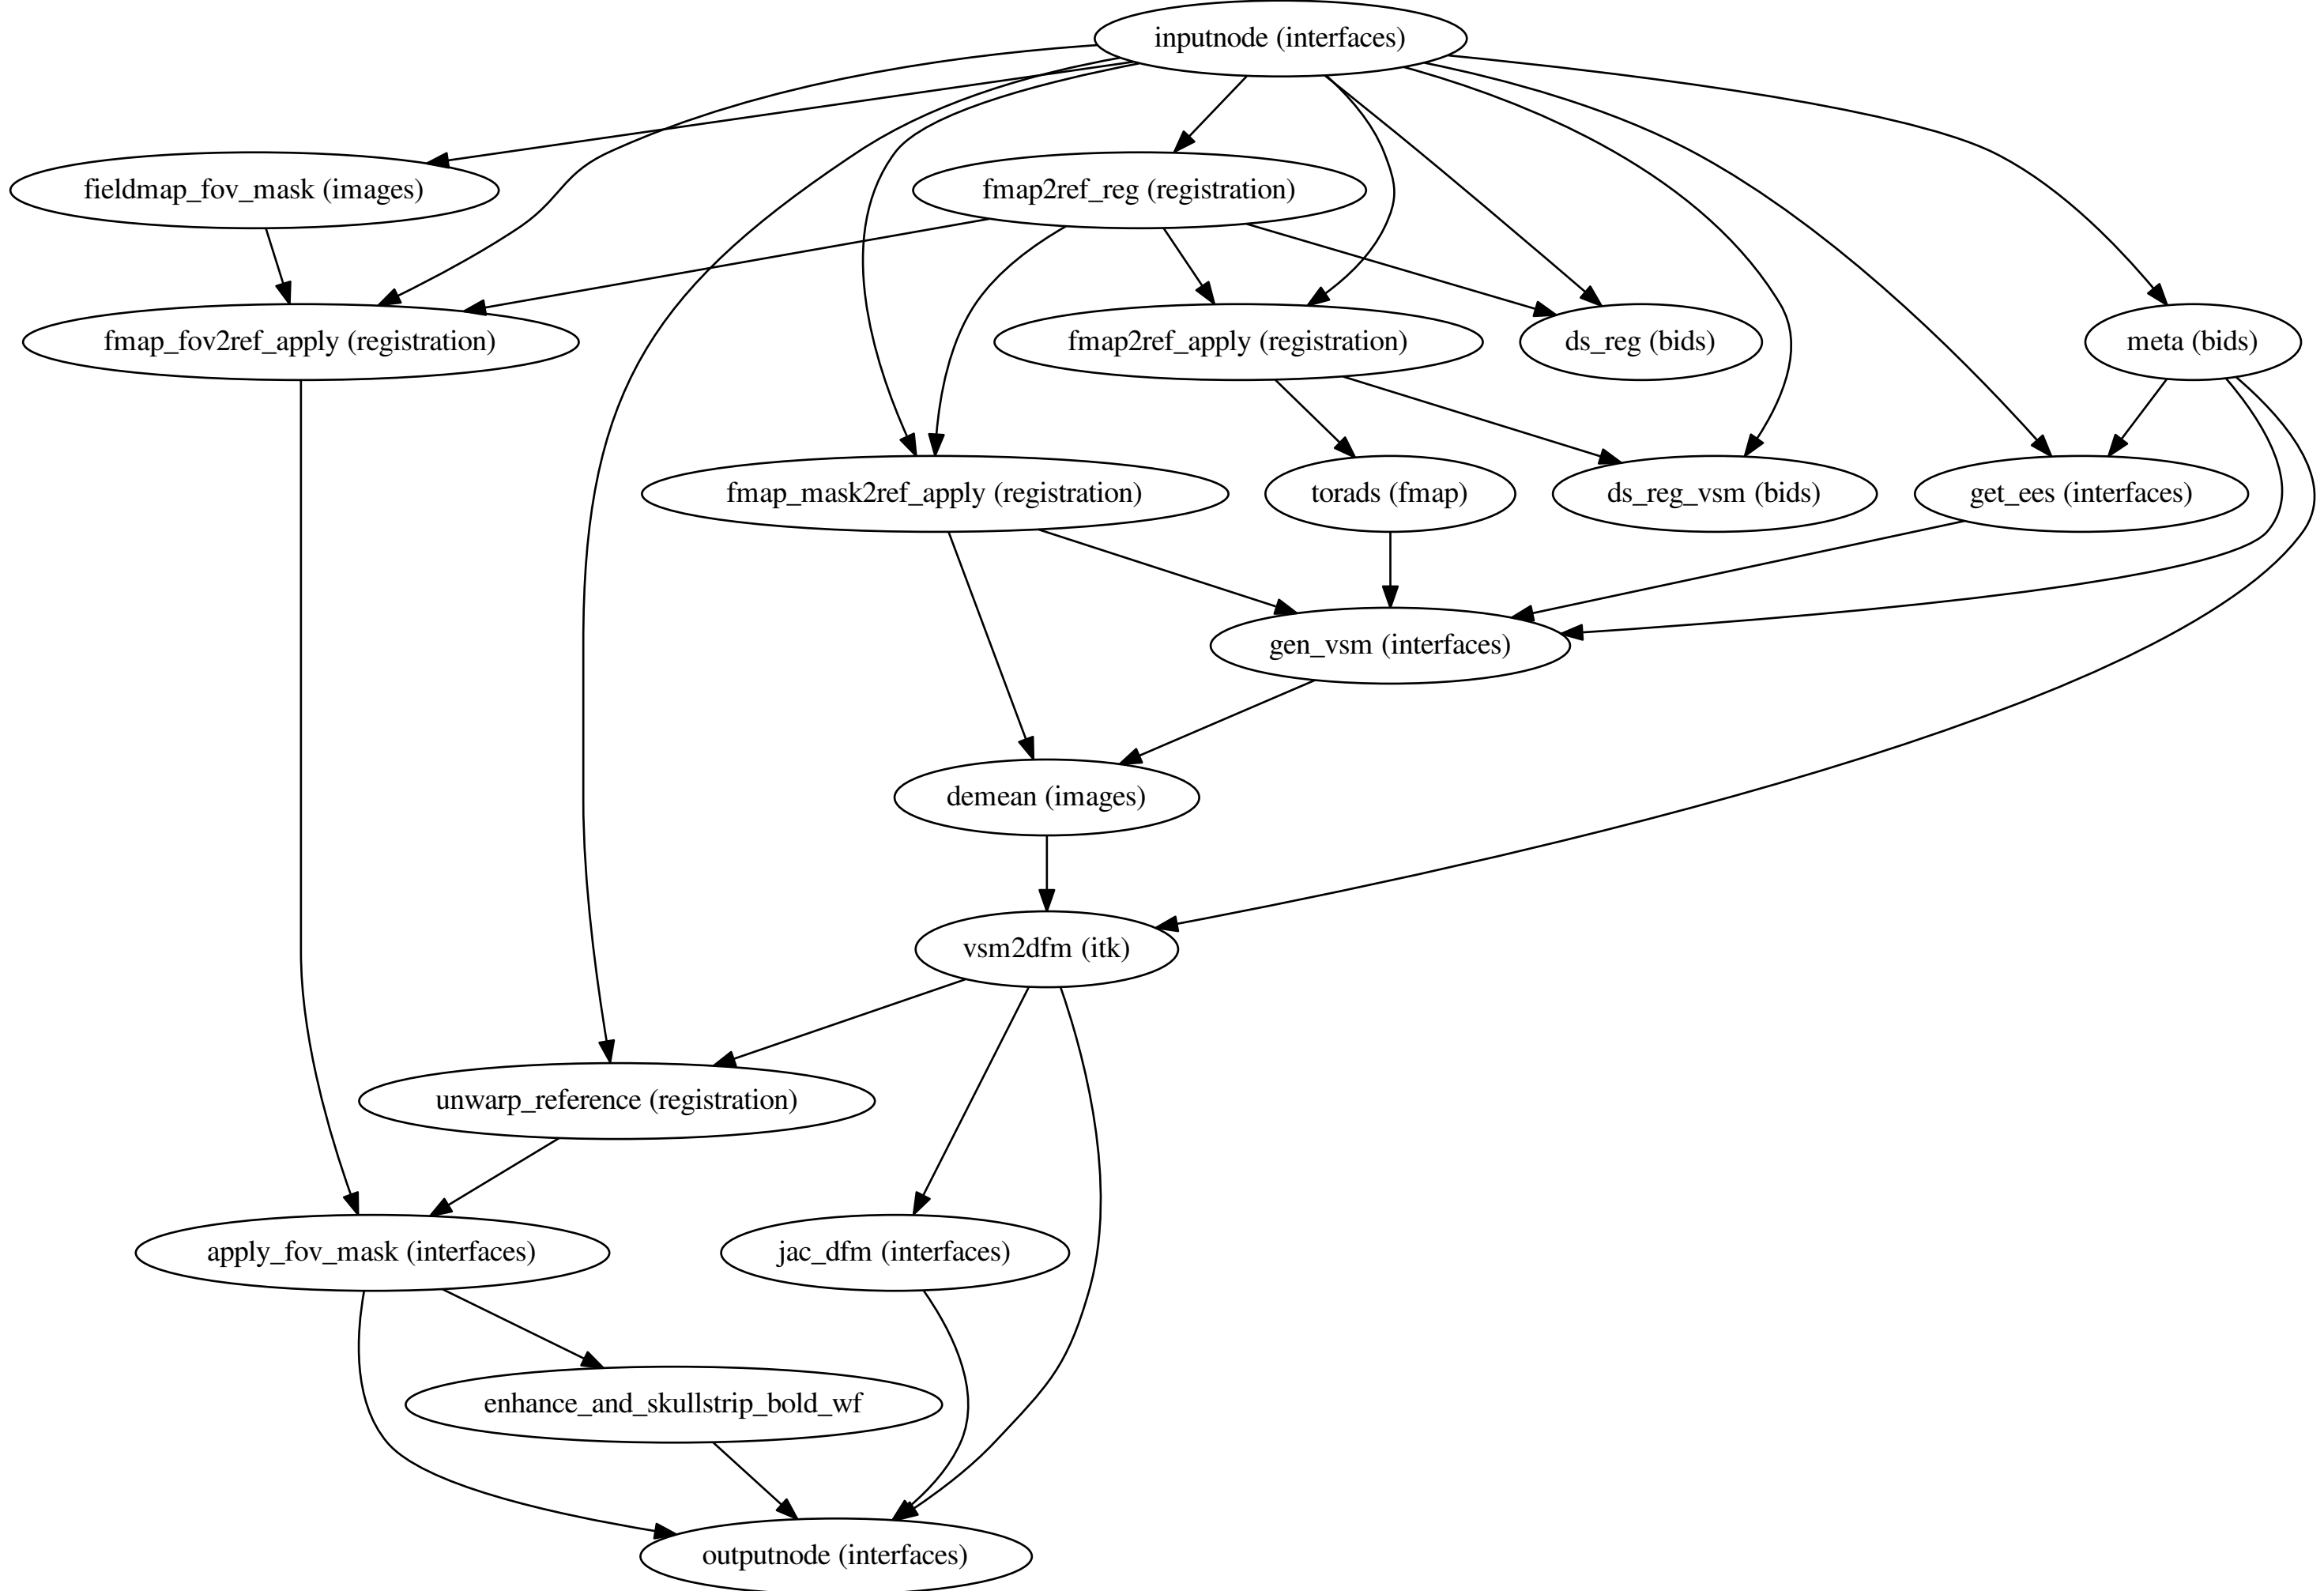 inputnode (interfaces)
fieldmap_fov_mask (images)
fmap2ref_reg (registration)
fmap_fov2ref_apply (registration)
fmap2ref_apply (registration)
ds_reg (bids)
meta (bids)
fmap_mask2ref_apply (registration)
torads (fmap)
ds_reg_vsm (bids)
get_ees (interfaces)
gen_vsm (interfaces)
demean (images)
vsm2dfm (itk)
unwarp_reference (registration)
apply_fov_mask (interfaces)
jac_dfm (interfaces)
enhance_and_skullstrip_bold_wf
outputnode (interfaces)